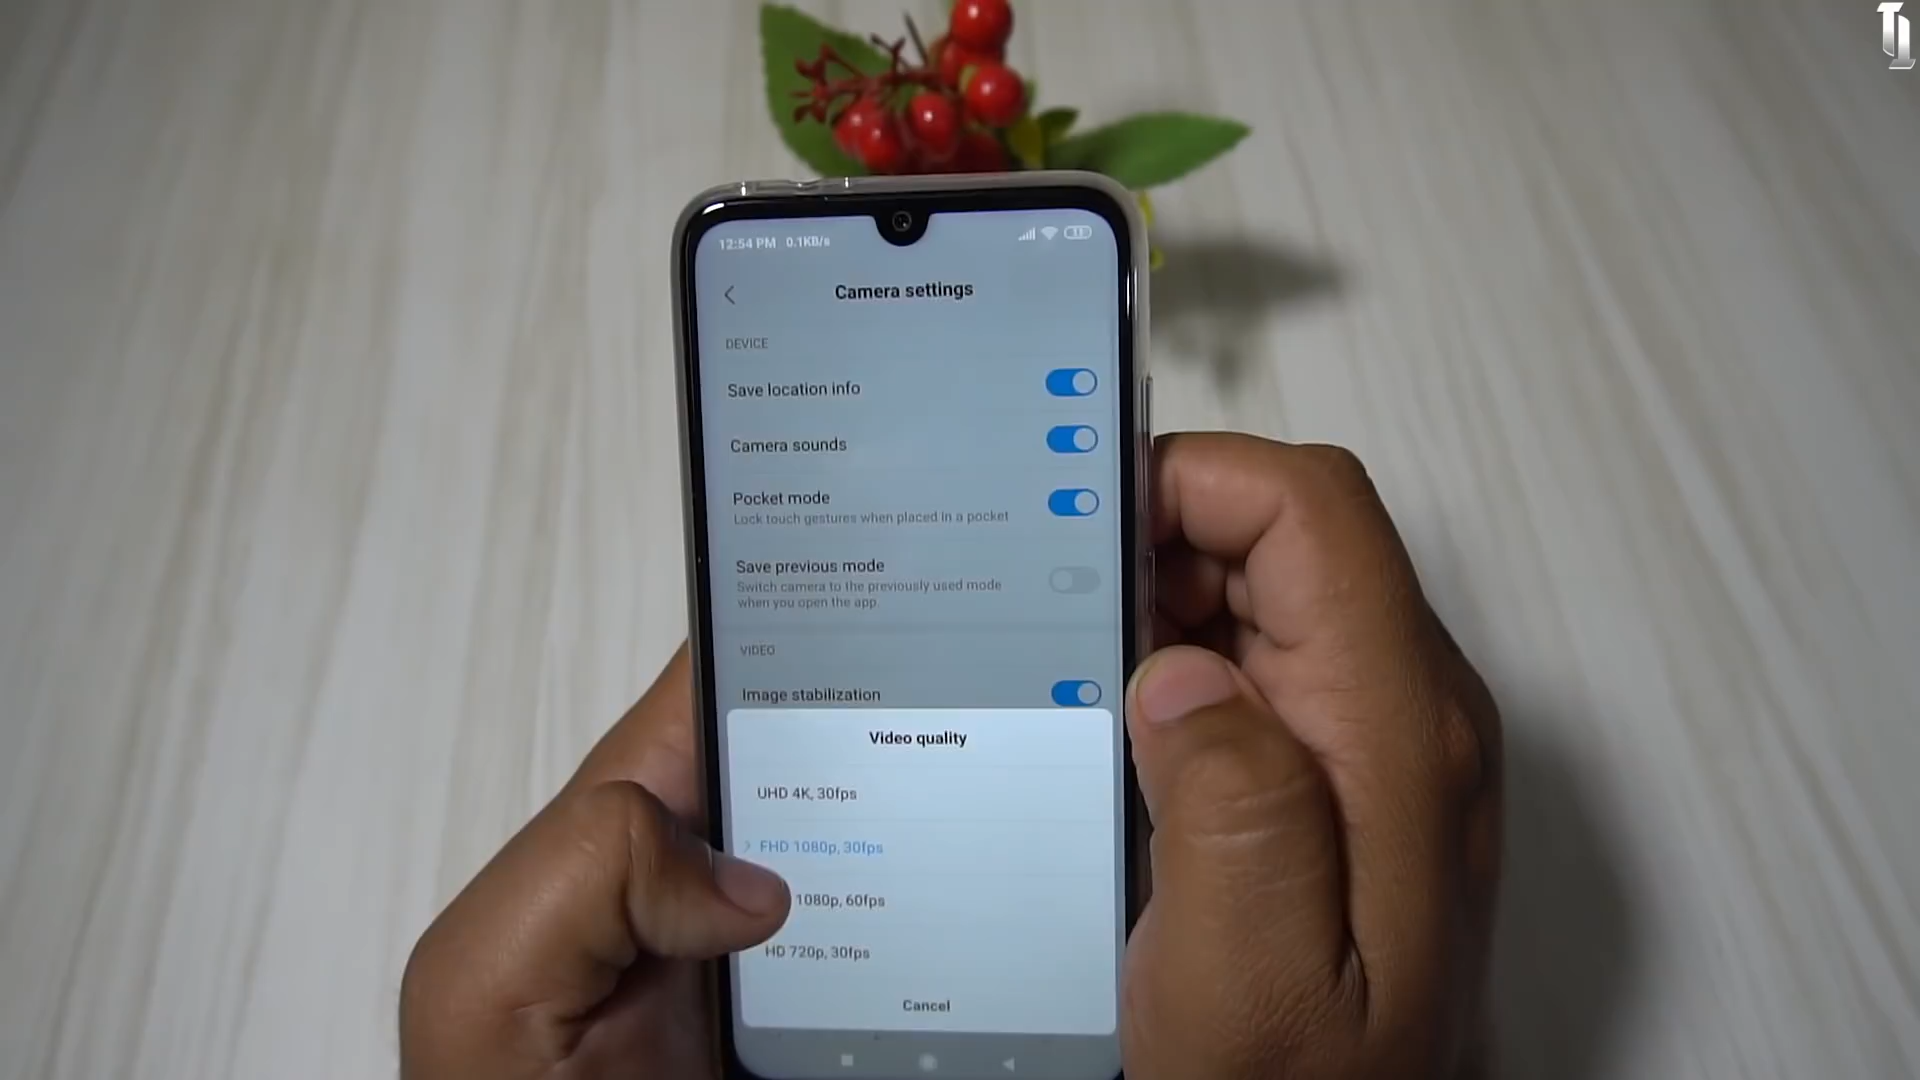 12:54 PM 0.1KB/s
Camera settings
DEVICE
Save location info
Camera sounds
Pocket mode
Lock touch gestures when placed in a pocket
Save previous mode
Switch camera to the previously used mode
when you open the app.
VIDEO
Image stabilization
Video quality
UHD 4K, 30fps
FHD 1080p, 30fps
1080p, 60fps
HD 720p, 30fps
Cancel